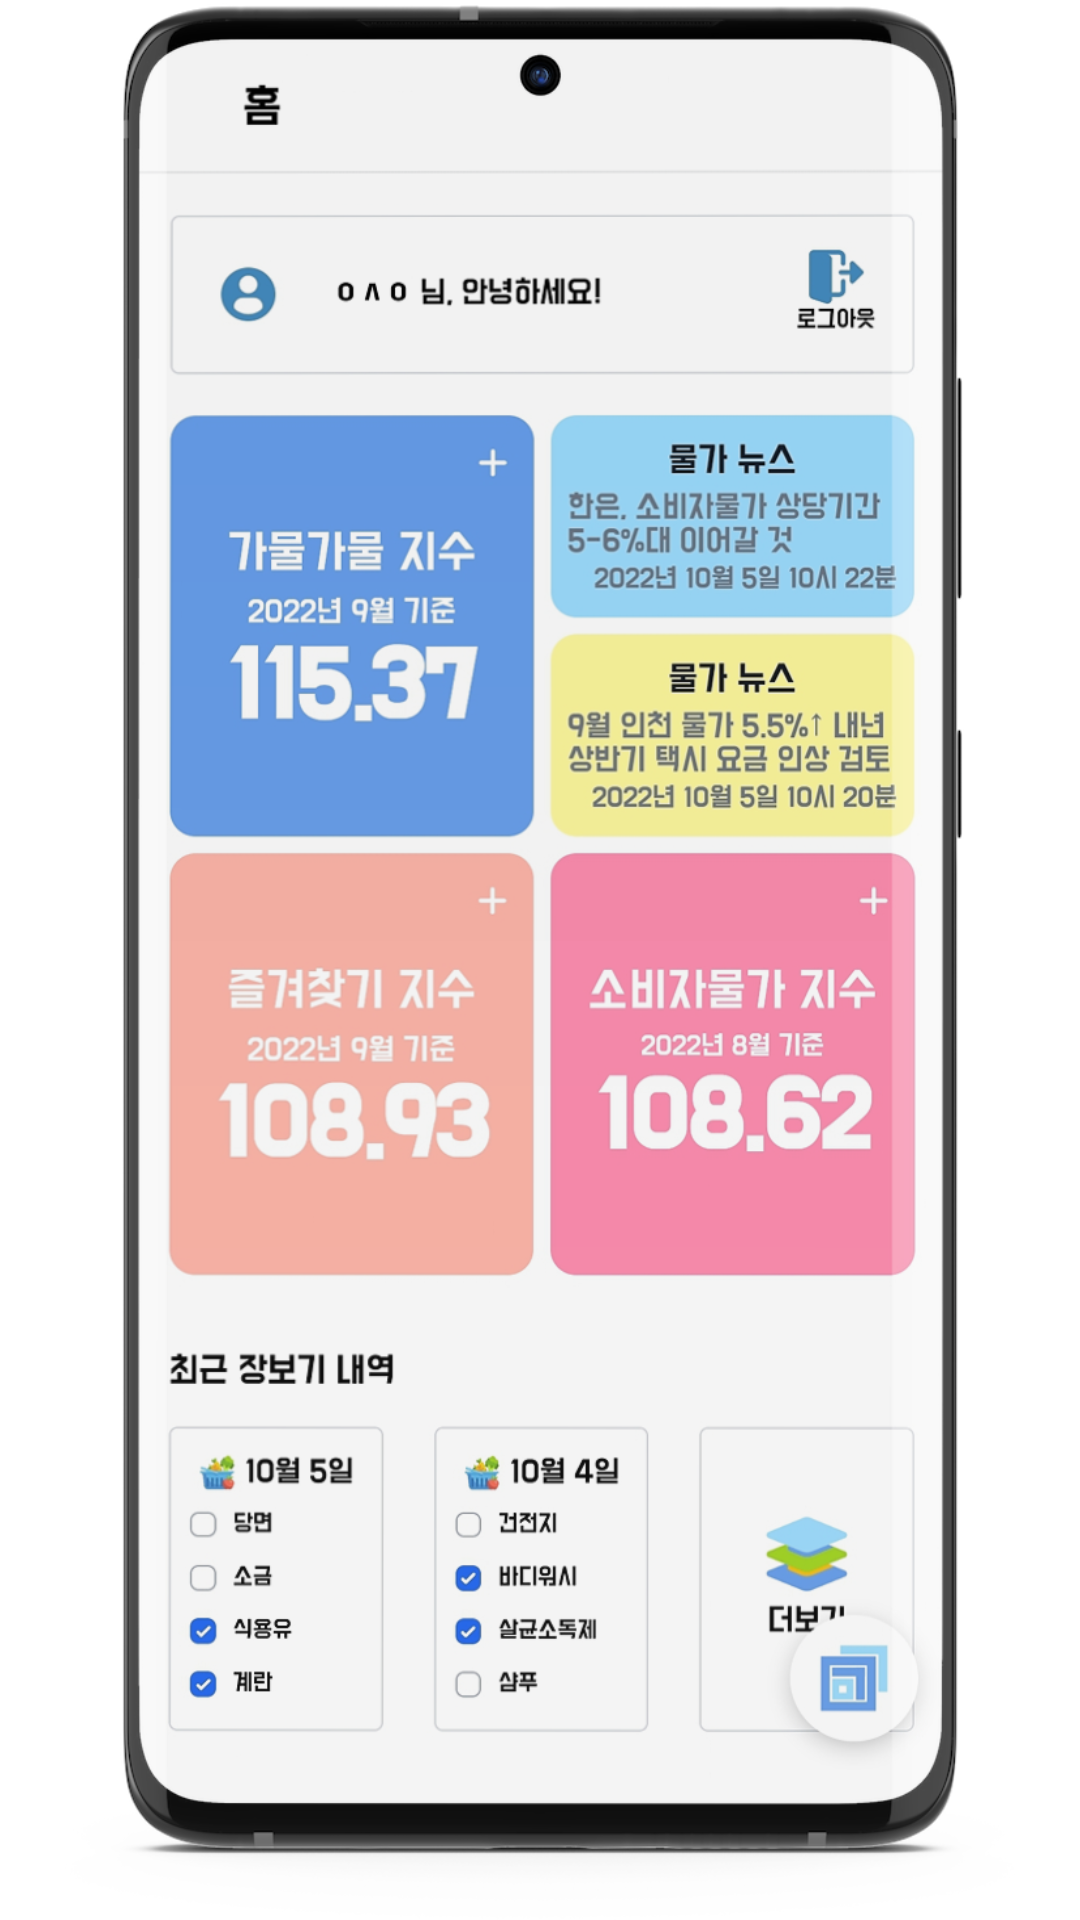 홈
ㅇㅅㅇ 님, 안녕하세요!
로그아웃
가물가물 지수
2022년 9월 기준
115.37
물가 뉴스
한은, 소비자물가 상당기간
5-6%대 이어갈 것
2022년 10월 5일 10시 22분
물가 뉴스
9월 인천 물가 5.5%↑ 내년
상반기 택시 요금 인상 검토
2022년 10월 5일 10시 20분
즐겨찾기 지수
2022년 9월 기준
108.93
소비자물가 지수
2022년 8월 기준
108.62
최근 장보기 내역
10월 5일
당면
소금
식용유
계란
10월 4일
건전지
바디워시
살균소독제
샴푸
더보기